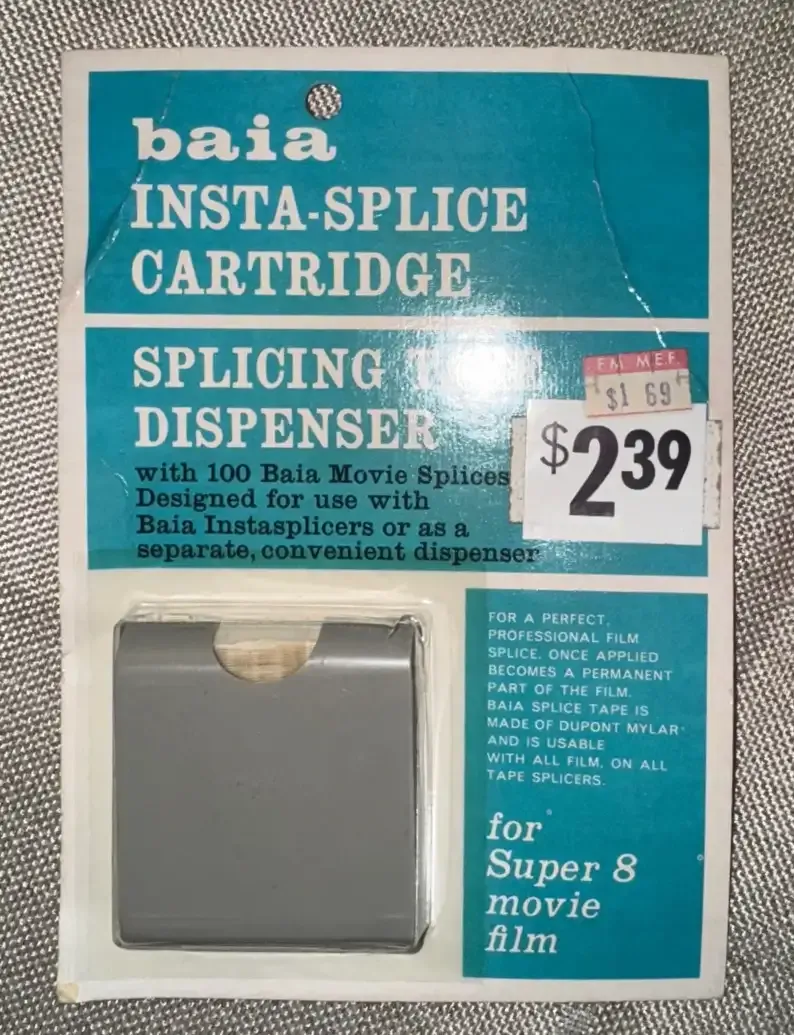 baia
INSTA-SPLICE
CARTRIDGE
SPLICING
DISPENSER
with 100 Baia Movie Splices
Designed for use with
Baia Instasplicers or as a
separate, convenient dispenser
$1 69
$239
FOR A PERFECT,
PROFESSIONAL FILM
SPLICE. ONCE APPLIED
BECOMES A PERMANENT
PART OF THE FILM.
BAIA SPLICE TAPE IS
MADE OF DUPONT MYLAR
AND IS USABLE
WITH ALL FILM, ON ALL
TAPE SPLICERS.
for
Super 8
movie
film